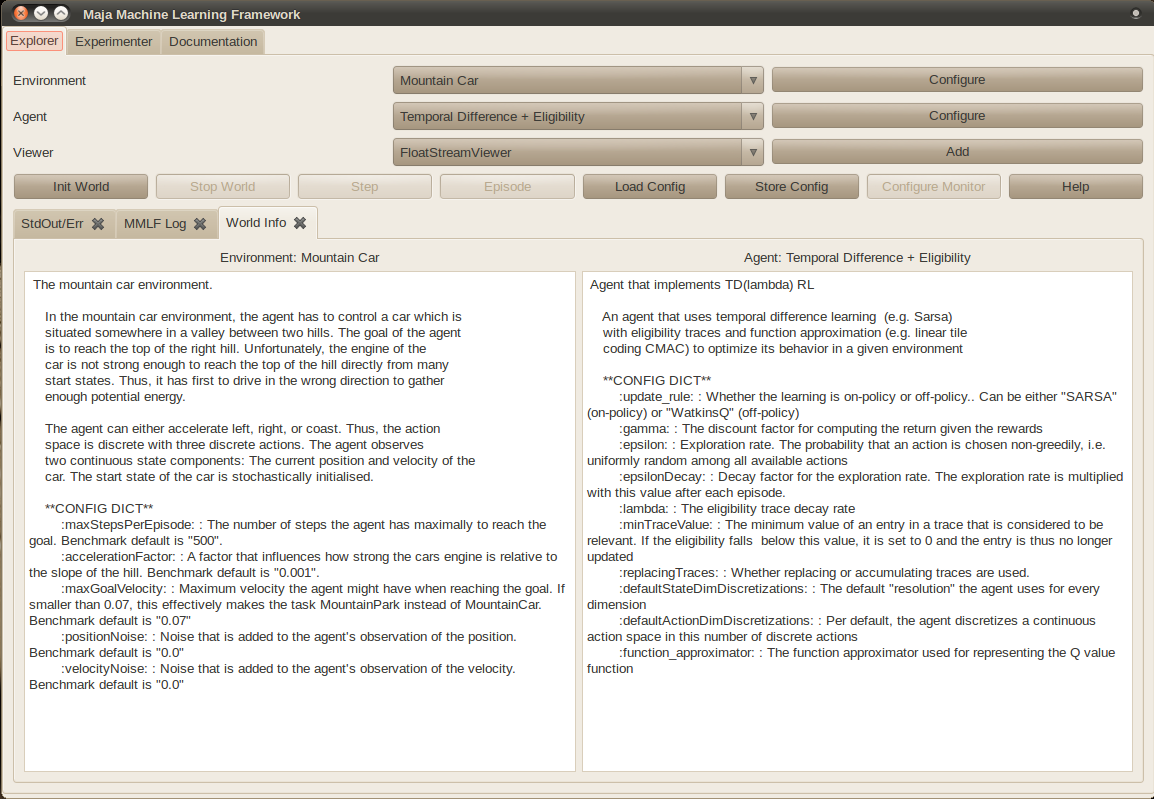 Maja Machine Learning Framework
Explorer Experimenter Documentation
Environment Mountain Car Configure
Agent Temporal Difference + Eligibility Configure
Viewer FloatStreamViewer Add
Init World Stop World Step Episode Load Config Store Config Configure Monitor Help
StdOut/Err MMLF Log World Info
Environment: Mountain Car
The mountain car environment.
In the mountain car environment, the agent has to control a car which is
situated somewhere in a valley between two hills. The goal of the agent
is to reach the top of the right hill. Unfortunately, the engine of the
car is not strong enough to reach the top of the hill directly from many
start states. Thus, it has first to drive in the wrong direction to gather
enough potential energy.
The agent can either accelerate left, right, or coast. Thus, the action
space is discrete with three discrete actions. The agent observes
two continuous state components: The current position and velocity of the
car. The start state of the car is stochastically initialised.
**CONFIG DICT**
:maxStepsPerEpisode: : The number of steps the agent has maximally to reach the
goal. Benchmark default is "500".
:accelerationFactor: : A factor that influences how strong the cars engine is relative to
the slope of the hill. Benchmark default is "0.001".
:maxGoalVelocity: : Maximum velocity the agent might have when reaching the goal. If
smaller than 0.07, this effectively makes the task MountainPark instead of MountainCar.
Benchmark default is "0.07"
:positionNoise: : Noise that is added to the agent's observation of the position.
Benchmark default is "0.0"
:velocityNoise: : Noise that is added to the agent's observation of the velocity.
Benchmark default is "0.0"
Agent: Temporal Difference + Eligibility
Agent that implements TD(lambda) RL
An agent that uses temporal difference learning  (e.g. Sarsa)
with eligibility traces and function approximation (e.g. linear tile
coding CMAC) to optimize its behavior in a given environment
**CONFIG DICT**
:update_rule: : Whether the learning is on-policy or off-policy.. Can be either "SARSA"
(on-policy) or "WatkinsQ" (off-policy)
:gamma: : The discount factor for computing the return given the rewards
:epsilon: : Exploration rate. The probability that an action is chosen non-greedily, i.e.
uniformly random among all available actions
:epsilonDecay: : Decay factor for the exploration rate. The exploration rate is multiplied
with this value after each episode.
:lambda: : The eligibility trace decay rate
:minTraceValue: : The minimum value of an entry in a trace that is considered to be
relevant. If the eligibility falls  below this value, it is set to 0 and the entry is thus no longer
updated
:replacingTraces: : Whether replacing or accumulating traces are used.
:defaultStateDimDiscretizations: : The default "resolution" the agent uses for every
dimension
:defaultActionDimDiscretizations: : Per default, the agent discretizes a continuous
action space in this number of discrete actions
:function_approximator: : The function approximator used for representing the Q value
function